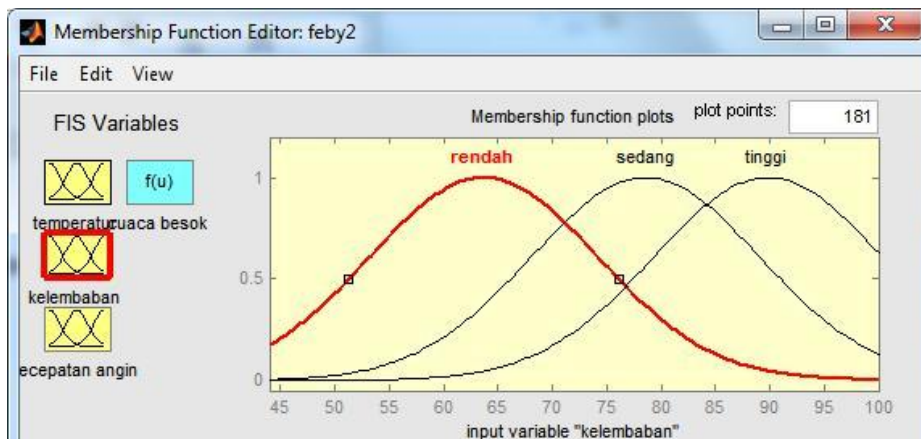 Membership Function Editor: feby2
File Edit View
FIS Variables
Membership function plots plot points: 181
rendah sedang tinggi
f(u)
temperatur cuaca besok
kelembaban
ecepatan angin
1
0.5
0
45 50 55 60 65 70 75 80 85 90 95 100
input variable "kelembaban"